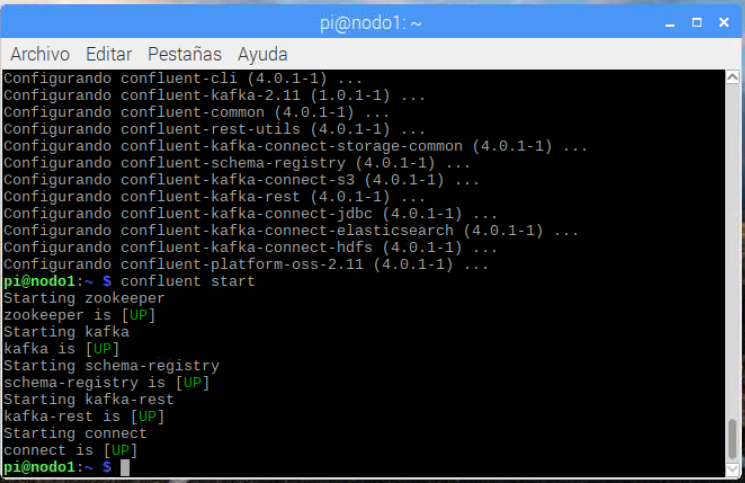 pi@nodo1: ~
Archivo Editar Pestañas Ayuda
Configurando confluent-cli (4.0.1-1) ...
Configurando confluent-kafka-2.11 (1.0.1-1) ...
Configurando confluent-common (4.0.1-1) ...
Configurando confluent-rest-utils (4.0.1-1) ...
Configurando confluent-kafka-connect-storage-common (4.0.1-1) ...
Configurando confluent-schema-registry (4.0.1-1) ...
Configurando confluent-kafka-connect-s3 (4.0.1-1) ...
Configurando confluent-kafka-rest (4.0.1-1) ...
Configurando confluent-kafka-connect-jdbc (4.0.1-1) ...
Configurando confluent-kafka-connect-elasticsearch (4.0.1-1) ...
Configurando confluent-kafka-connect-hdfs (4.0.1-1) ...
Configurando confluent-platform-oss-2.11 (4.0.1-1) ...
pi@nodo1:~ $ confluent start
Starting zookeeper
zookeeper is [UP]
Starting kafka
kafka is [UP]
Starting schema-registry
schema-registry is [UP]
Starting kafka-rest
kafka-rest is [UP]
Starting connect
connect is [UP]
pi@nodo1:~ $